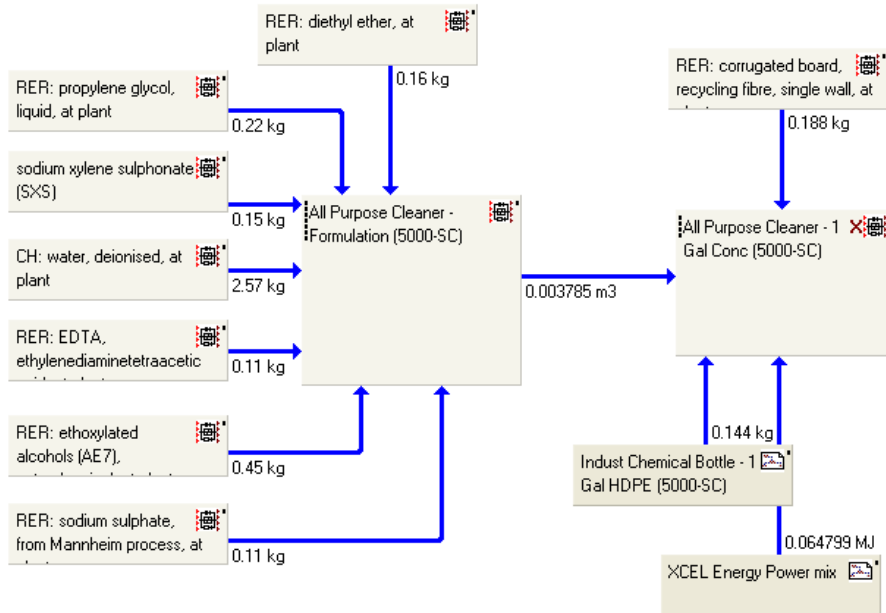 RER: diethyl ether, at
plant
0.16 kg
RER: propylene glycol,
liquid, at plant
0.22 kg
sodium xylene sulphonate
(SXS)
0.15 kg
CH: water, deionised, at
plant
2.57 kg
RER: EDTA,
ethylenediaminetetraacetic
0.11 kg
RER: ethoxylated
alcohols (AE7),
0.45 kg
RER: sodium sulphate,
from Mannheim process, at
0.11 kg
All Purpose Cleaner -
Formulation (5000-SC)
0.003785 m3
RER: corrugated board,
recycling fibre, single wall, at
0.188 kg
All Purpose Cleaner - 1
Gal Conc (5000-SC)
0.144 kg
Indust Chemical Bottle - 1
Gal HDPE (5000-SC)
0.064799 MJ
XCEL Energy Power mix